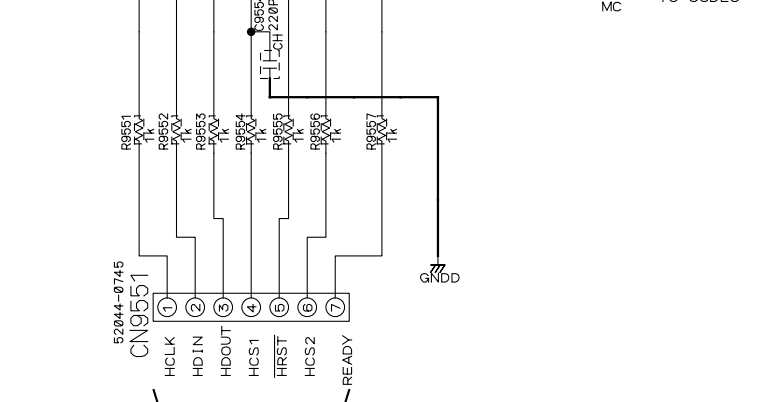 MC
C9554
220P
CH
R9551
1k
R9552
1k
R9553
1k
R9554
1k
R9555
1k
R9556
1k
R9557
1k
GNDD
52044-0745
CN9551
1
2
3
4
5
6
7
HCLK
HDIN
HDOUT
HCS1
HRST
HCS2
READY